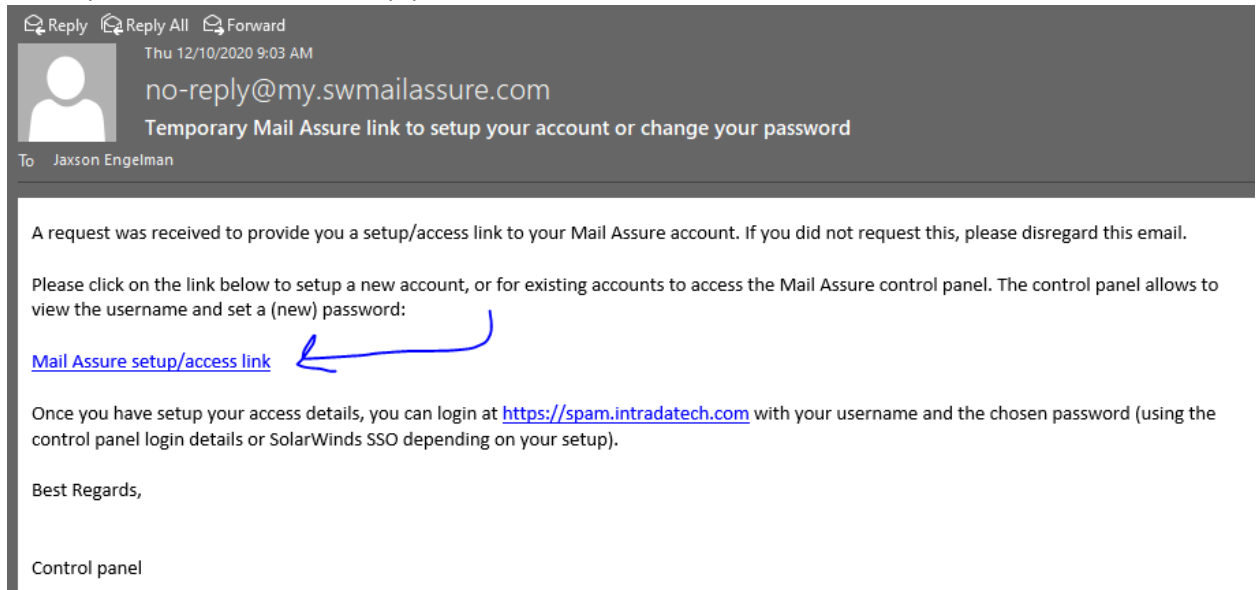 Reply Reply All Forward
Thu 12/10/2020 9:03 AM
no-reply@my.swmailassure.com
Temporary Mail Assure link to setup your account or change your password
To Jaxson Engelman
A request was received to provide you a setup/access link to your Mail Assure account. If you did not request this, please disregard this email.
Please click on the link below to setup a new account, or for existing accounts to access the Mail Assure control panel. The control panel allows to
view the username and set a (new) password:
Mail Assure setup/access link
Once you have setup your access details, you can login at https://spam.intradatech.com with your username and the chosen password (using the
control panel login details or SolarWinds SSO depending on your setup).
Best Regards,
Control panel